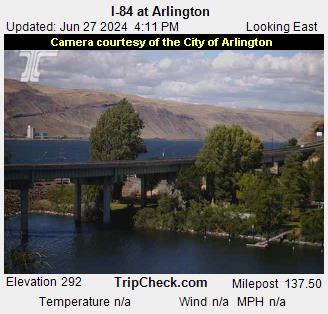 I-84 at Arlington
Updated: Jun 27 2024 4:11 PM Looking East
Camera courtesy of the City of Arlington
Elevation 292 TripCheck.com Milepost 137.50
Temperature n/a Wind n/a MPH n/a